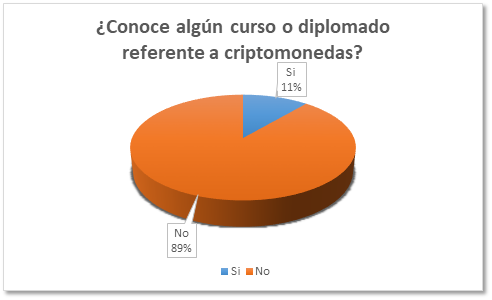 ¿Conoce algún curso o diplomado
referente a criptomonedas?
Si
11%
No
89%
Si No